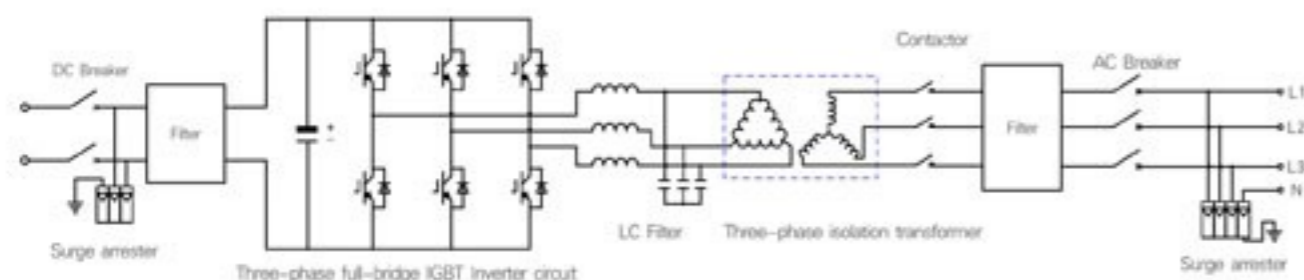 DC Breaker
Filter
Surge arrester
+
-
Three-phase full-bridge IGBT Inverter circuit
LC Filter
Three-phase isolation transformer
Contactor
Filter
AC Breaker
L1
L2
L3
N
Surge arrester